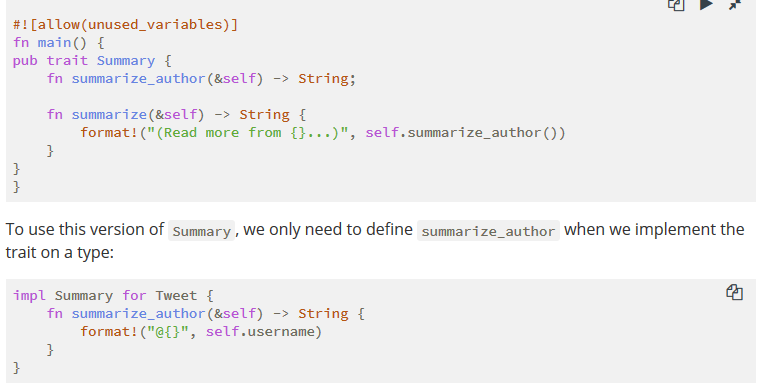 #![allow(unused_variables)]
fn main() {
pub trait Summary {
    fn summarize_author(&self) -> String;

    fn summarize(&self) -> String {
        format!("(Read more from {}...)", self.summarize_author())
    }
}
}
To use this version of Summary, we only need to define summarize_author when we implement the
trait on a type:
impl Summary for Tweet {
    fn summarize_author(&self) -> String {
        format!("@{}", self.username)
    }
}